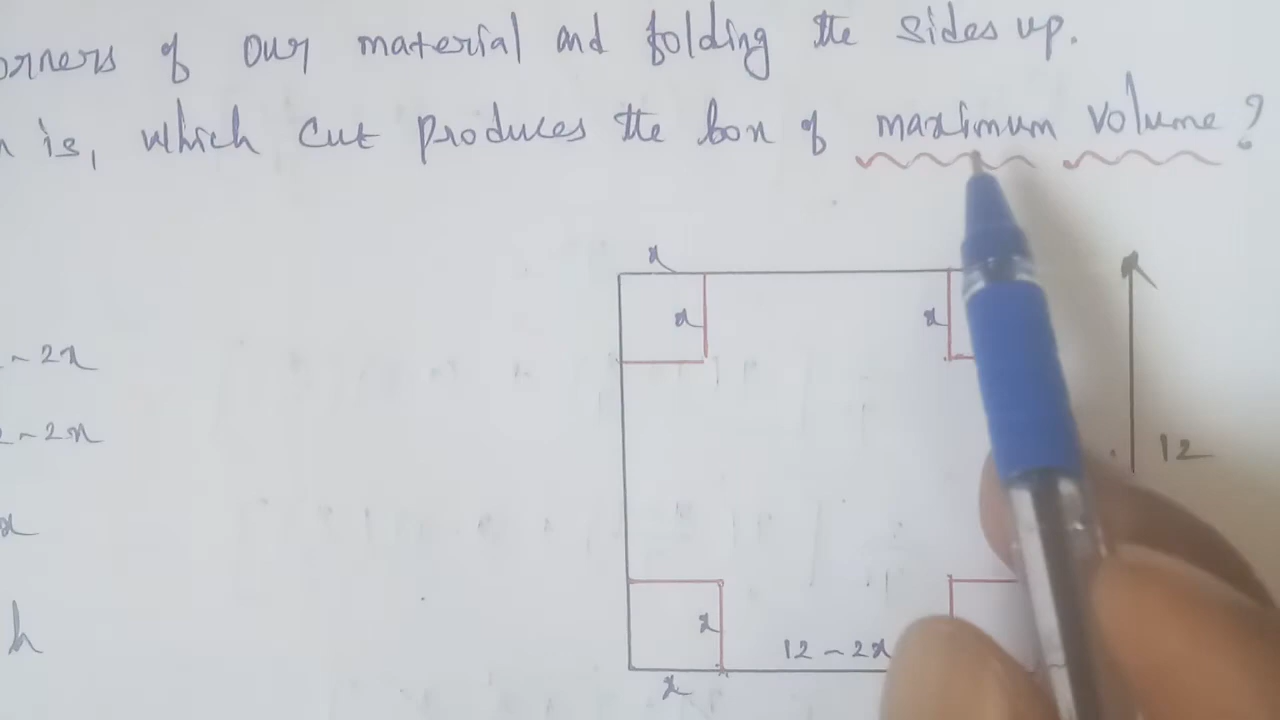 orners of our material and folding the sides up.
n is, which cut produces the box of maximum volume?
x
x x
- 2x
2 - 2x
12
x
h
x
12 - 2x
x